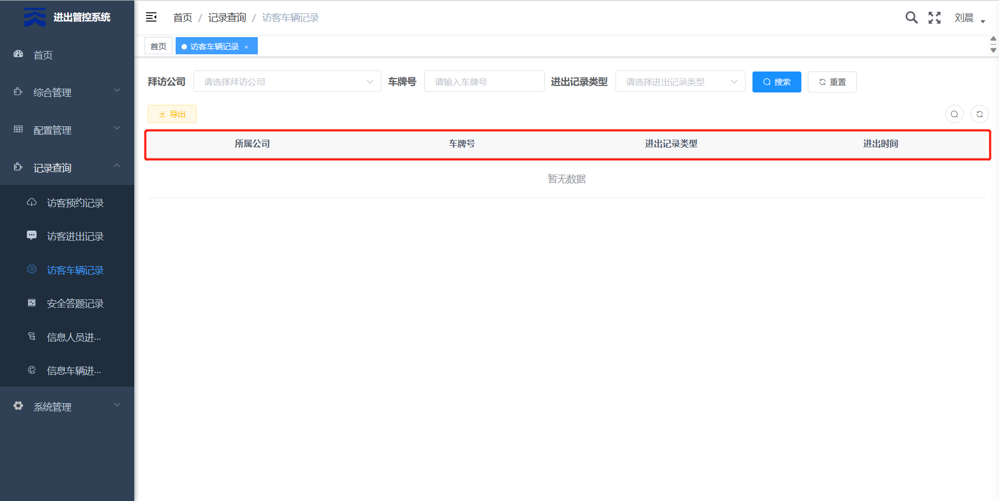 进出管控系统
首页 / 记录查询 / 访客车辆记录
刘晨
首页
访客车辆记录 ×
首页
综合管理
配置管理
记录查询
访客预约记录
访客进出记录
访客车辆记录
安全答题记录
信息人员进...
信息车辆进...
系统管理
拜访公司 请选择拜访公司 车牌号 请输入车牌号 进出记录类型 请选择进出记录类型 搜索 重置
导出
所属公司 车牌号 进出记录类型 进出时间
暂无数据